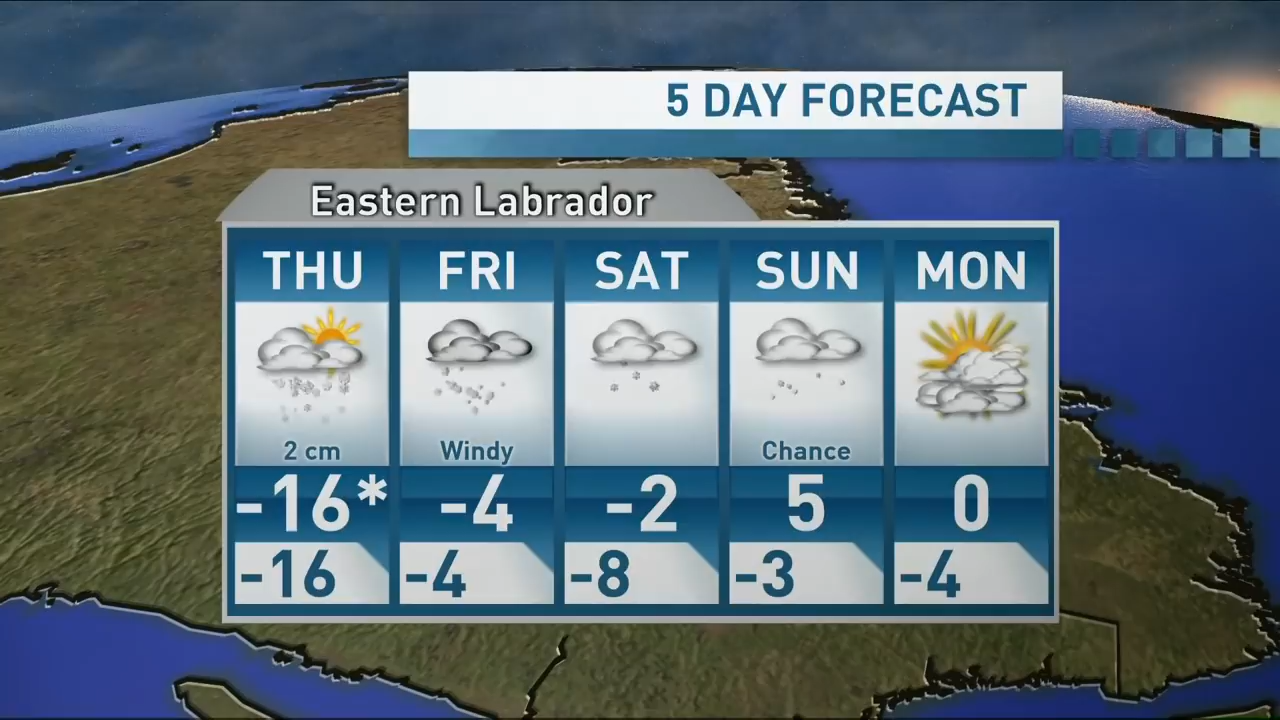 5 DAY FORECAST
Eastern Labrador
THU FRI SAT SUN MON
2 cm Windy Chance
-16* -4 -2 5 0
-16 -4 -8 -3 -4